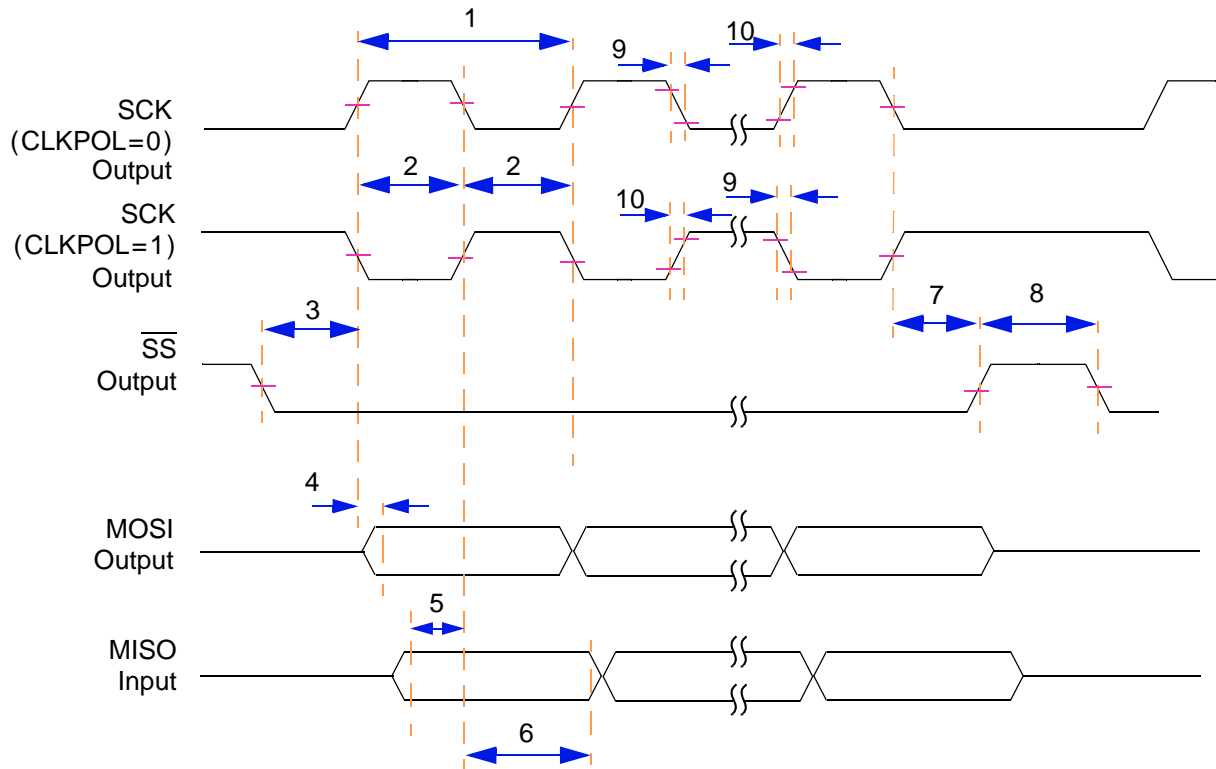 1
9
10
SCK
(CLKPOL=0)
Output
2
2
SCK
(CLKPOL=1)
Output
10
9
3
7
8
SS
Output
4
MOSI
Output
5
MISO
Input
6